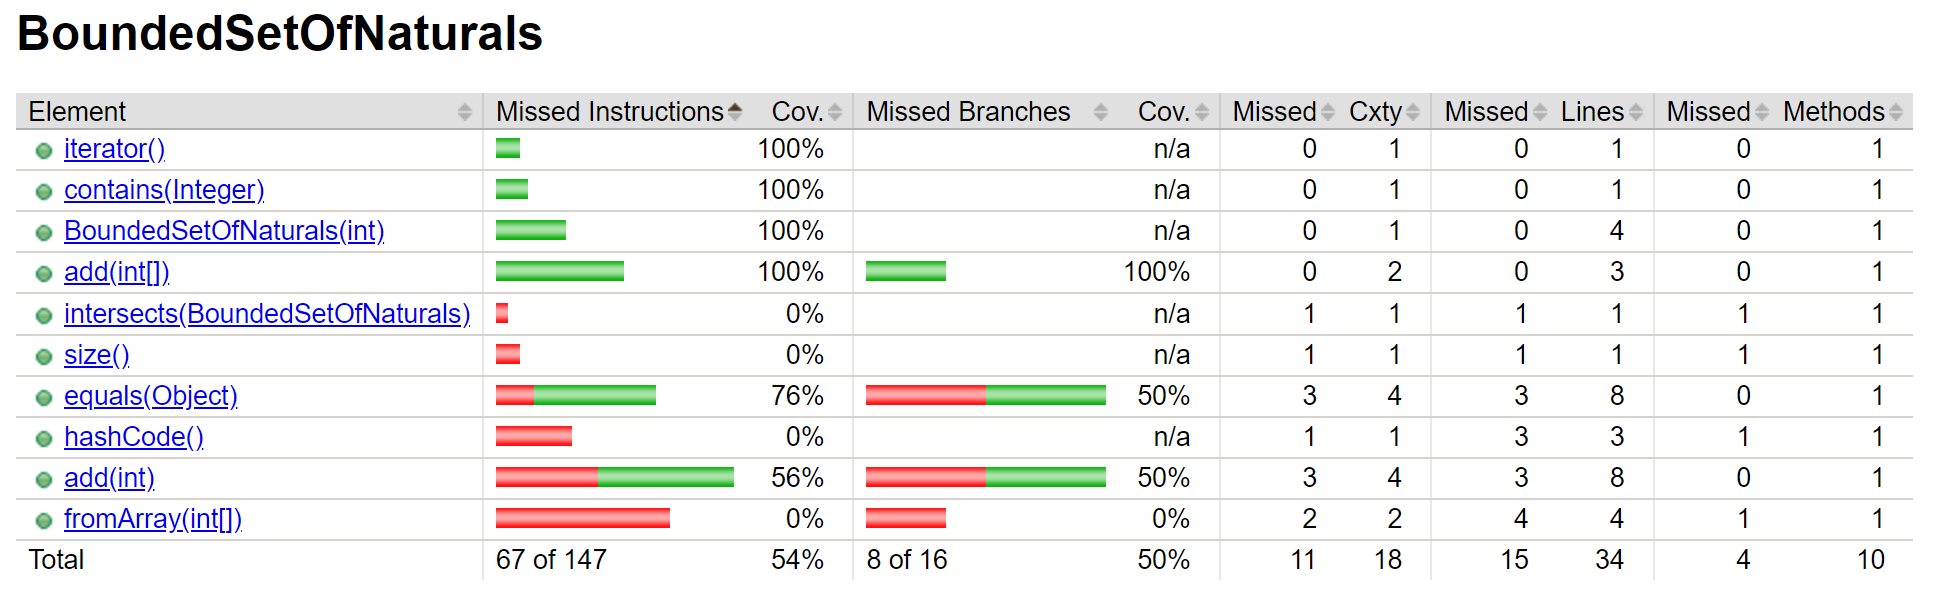 BoundedSetOfNaturals
Element Missed Instructions Cov. Missed Branches Cov. Missed Cxty Missed Lines Missed Methods
iterator() 100% n/a 0 1 0 1 0 1
contains(Integer) 100% n/a 0 1 0 1 0 1
BoundedSetOfNaturals(int) 100% n/a 0 1 0 4 0 1
add(int[]) 100% 100% 0 2 0 3 0 1
intersects(BoundedSetOfNaturals) 0% n/a 1 1 1 1 1 1
size() 0% n/a 1 1 1 1 1 1
equals(Object) 76% 50% 3 4 3 8 0 1
hashCode() 0% n/a 1 1 3 3 1 1
add(int) 56% 50% 3 4 3 8 0 1
fromArray(int[]) 0% 0% 2 2 4 4 1 1
Total 67 of 147 54% 8 of 16 50% 11 18 15 34 4 10